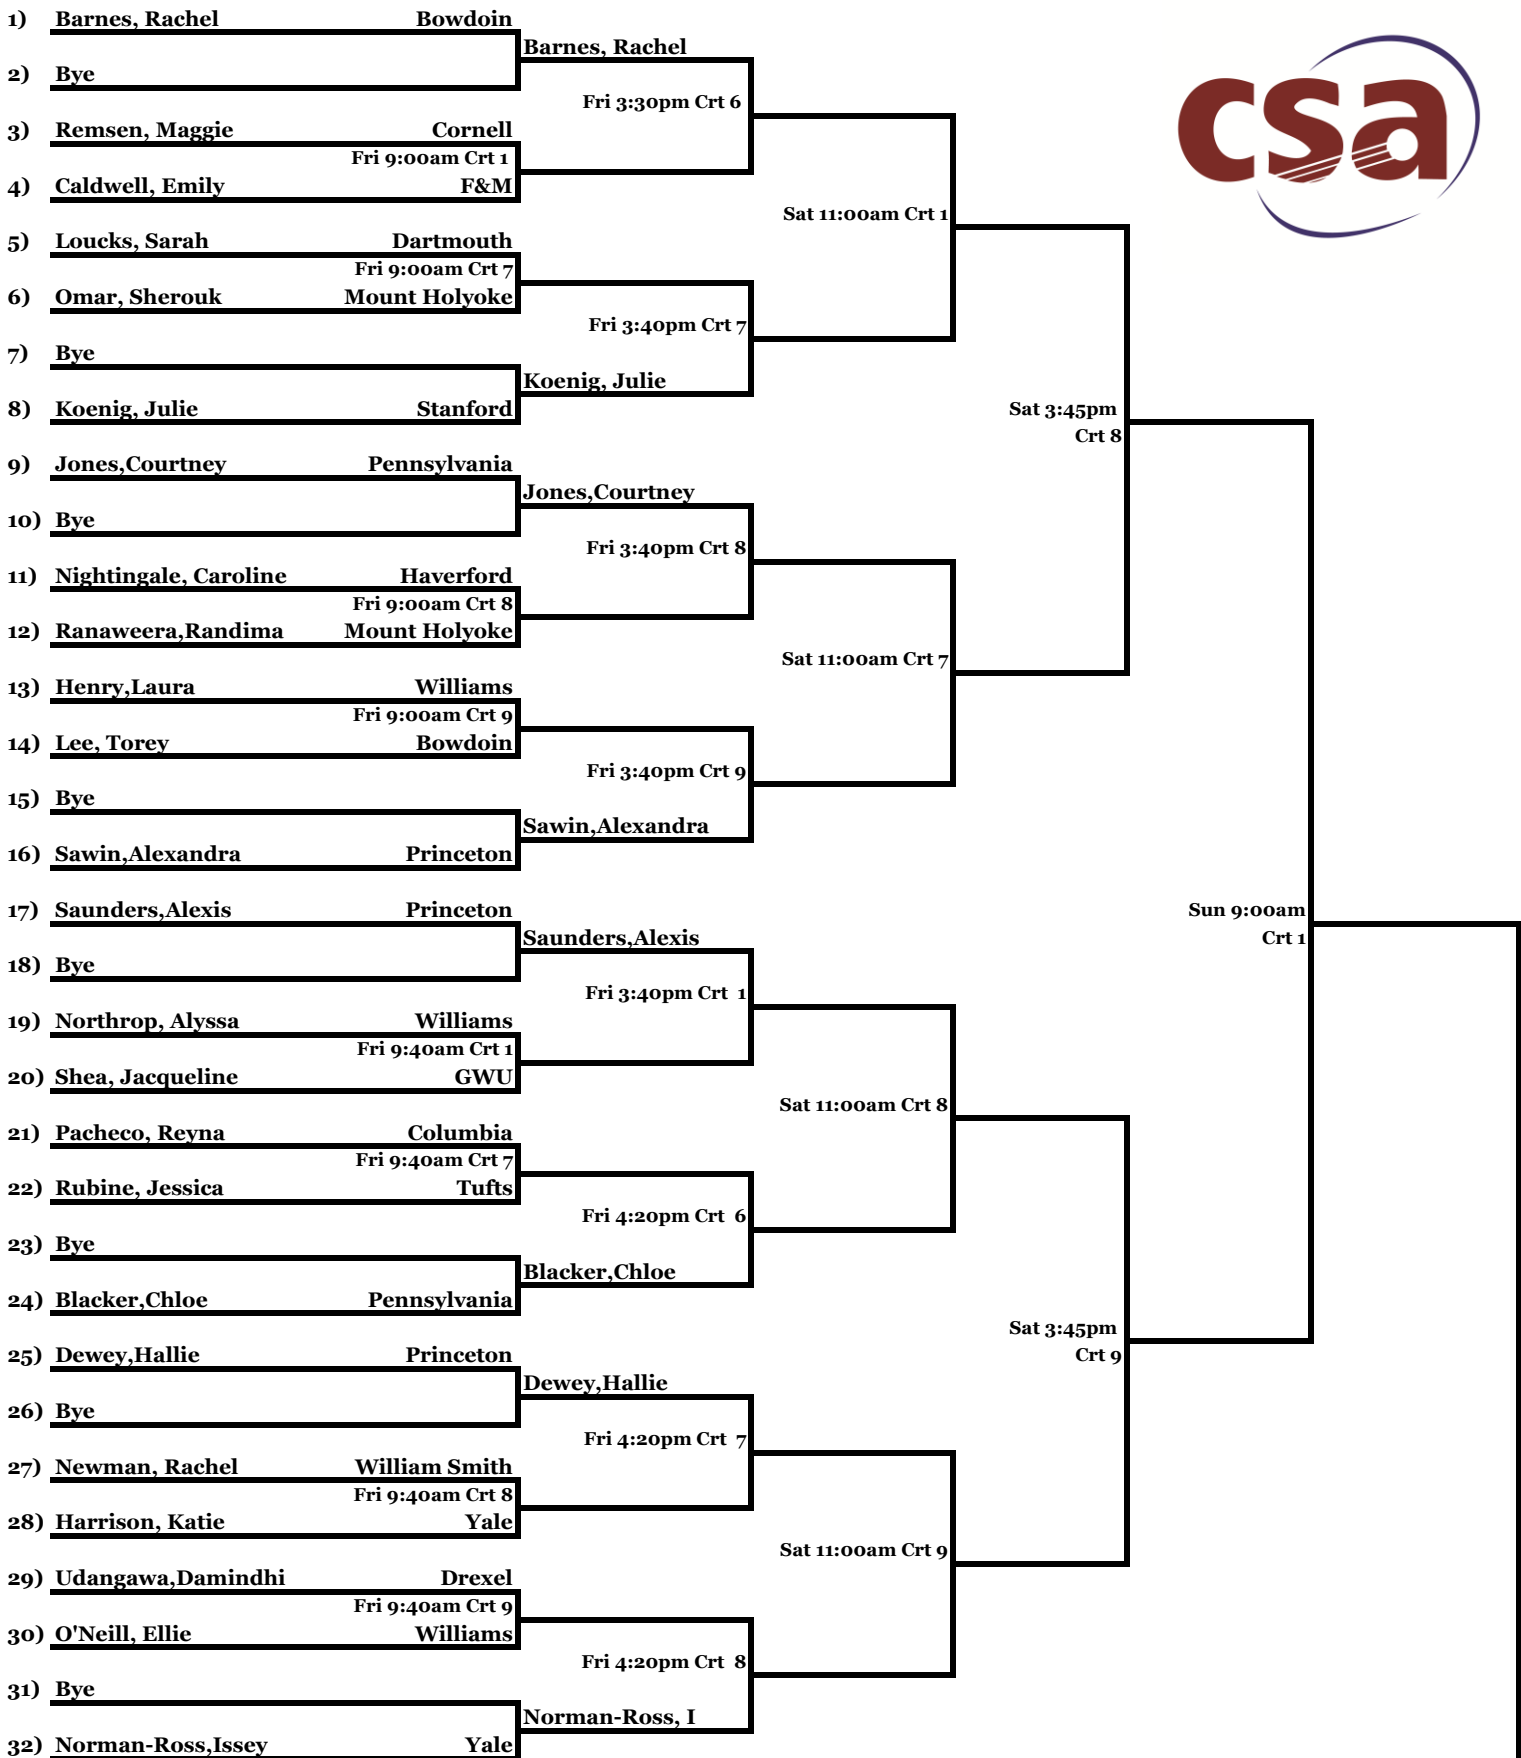 1) Barnes, Rachel Bowdoin
Barnes, Rachel
2) Bye
Fri 3:30pm Crt 6
csa
3) Remsen, Maggie Cornell
Fri 9:00am Crt 1
4) Caldwell, Emily F&M
Sat 11:00am Crt 1
5) Loucks, Sarah Dartmouth
Fri 9:00am Crt 7
6) Omar, Sherouk Mount Holyoke
Fri 3:40pm Crt 7
7) Bye
Koenig, Julie
8) Koenig, Julie Stanford
Sat 3:45pm
Crt 8
9) Jones,Courtney Pennsylvania
Jones,Courtney
10) Bye
Fri 3:40pm Crt 8
11) Nightingale, Caroline Haverford
Fri 9:00am Crt 8
12) Ranaweera,Randima Mount Holyoke
Sat 11:00am Crt 7
13) Henry,Laura Williams
Fri 9:00am Crt 9
14) Lee, Torey Bowdoin
Fri 3:40pm Crt 9
15) Bye
Sawin,Alexandra
16) Sawin,Alexandra Princeton
17) Saunders,Alexis Princeton
Sun 9:00am
Crt 1
Saunders,Alexis
18) Bye
Fri 3:40pm Crt 1
19) Northrop, Alyssa Williams
Fri 9:40am Crt 1
20) Shea, Jacqueline GWU
Sat 11:00am Crt 8
21) Pacheco, Reyna Columbia
Fri 9:40am Crt 7
22) Rubine, Jessica Tufts
Fri 4:20pm Crt 6
23) Bye
Blacker,Chloe
24) Blacker,Chloe Pennsylvania
Sat 3:45pm
Crt 9
25) Dewey,Hallie Princeton
Dewey,Hallie
26) Bye
Fri 4:20pm Crt 7
27) Newman, Rachel William Smith
Fri 9:40am Crt 8
28) Harrison, Katie Yale
Sat 11:00am Crt 9
29) Udangawa,Damindhi Drexel
Fri 9:40am Crt 9
30) O'Neill, Ellie Williams
Fri 4:20pm Crt 8
31) Bye
Norman-Ross, I
32) Norman-Ross,Issey Yale